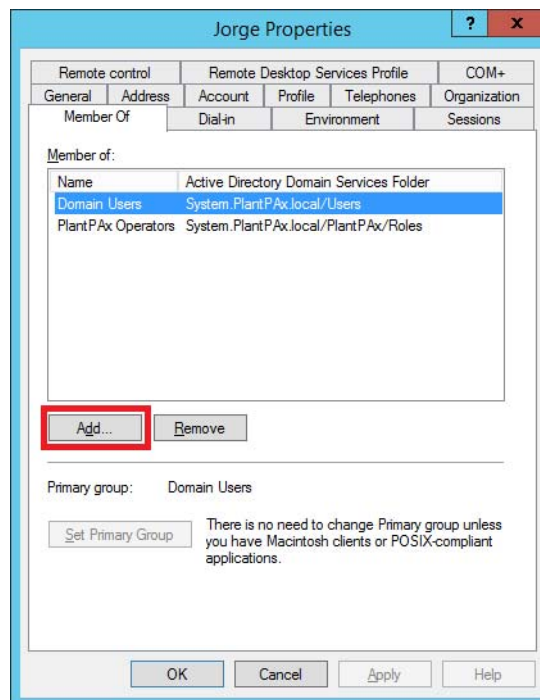 Jorge Properties
? x
Remote control Remote Desktop Services Profile COM+
General Address Account Profile Telephones Organization
Member Of Dial-in Environment Sessions
Member of:
Name Active Directory Domain Services Folder
Domain Users System.PlantPAx.local/Users
PlantPAx Operators System.PlantPAx.local/PlantPAx/Roles
Add... Remove
Primary group: Domain Users
Set Primary Group
There is no need to change Primary group unless
you have Macintosh clients or POSIX-compliant
applications.
OK Cancel Apply Help